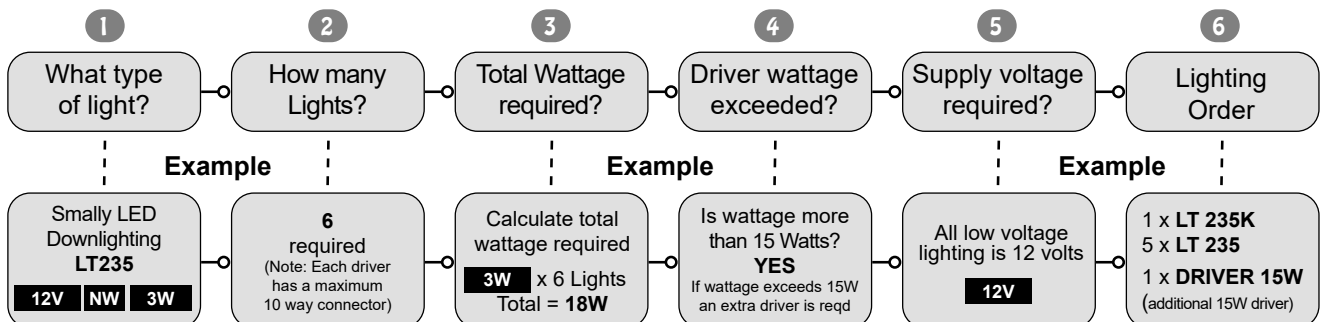 1
2
3
4
5
6
What type
of light?
How many
Lights?
Total Wattage
required?
Driver wattage
exceeded?
Supply voltage
required?
Lighting
Order
Example
Example
Example
Smally LED
Downlighting
LT235
12V NW 3W
6
required
(Note: Each driver
has a maximum
10 way connector)
Calculate total
wattage required
3W x 6 Lights
Total = 18W
Is wattage more
than 15 Watts?
YES
If wattage exceeds 15W
an extra driver is reqd
All low voltage
lighting is 12 volts
12V
1 x LT 235K
5 x LT 235
1 x DRIVER 15W
(additional 15W driver)